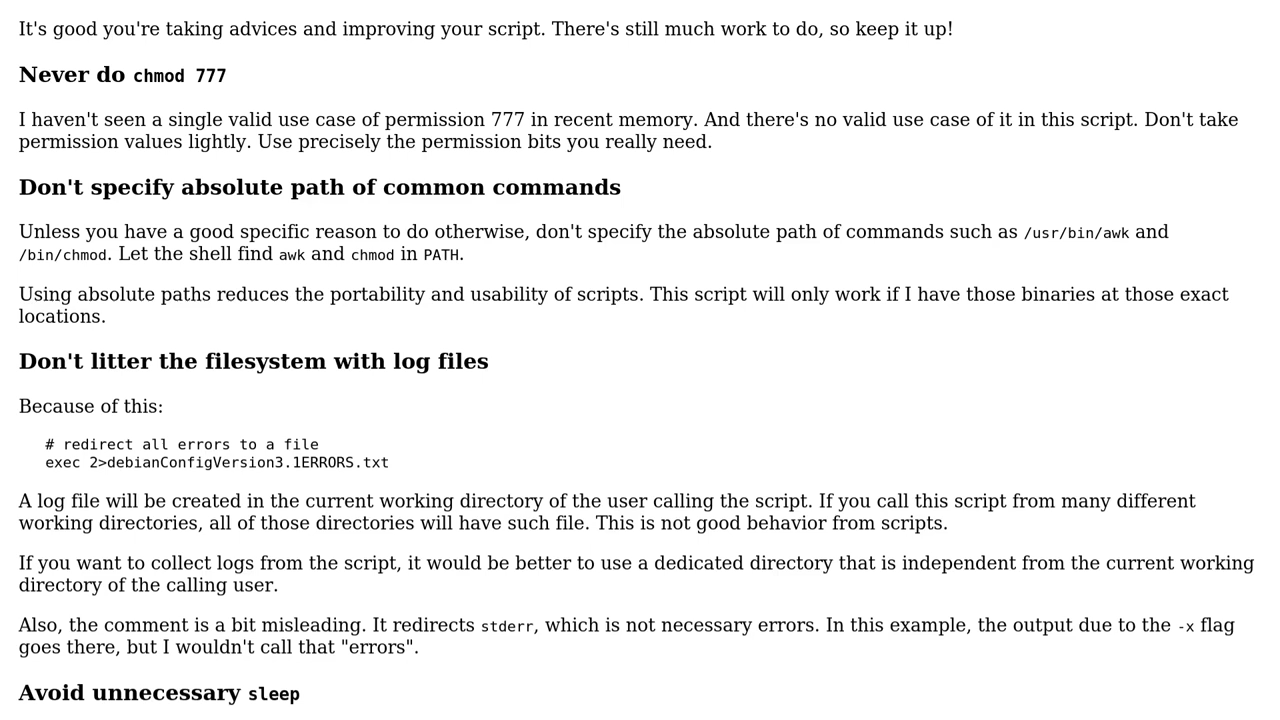 It's good you're taking advices and improving your script. There's still much work to do, so keep it up!
Never do chmod 777
I haven't seen a single valid use case of permission 777 in recent memory. And there's no valid use case of it in this script. Don't take
permission values lightly. Use precisely the permission bits you really need.
Don't specify absolute path of common commands
Unless you have a good specific reason to do otherwise, don't specify the absolute path of commands such as /usr/bin/awk and
/bin/chmod. Let the shell find awk and chmod in PATH.
Using absolute paths reduces the portability and usability of scripts. This script will only work if I have those binaries at those exact
locations.
Don't litter the filesystem with log files
Because of this:
# redirect all errors to a file
exec 2>debianConfigVersion3.1ERRORS.txt
A log file will be created in the current working directory of the user calling the script. If you call this script from many different
working directories, all of those directories will have such file. This is not good behavior from scripts.
If you want to collect logs from the script, it would be better to use a dedicated directory that is independent from the current working
directory of the calling user.
Also, the comment is a bit misleading. It redirects stderr, which is not necessary errors. In this example, the output due to the -x flag
goes there, but I wouldn't call that "errors".
Avoid unnecessary sleep